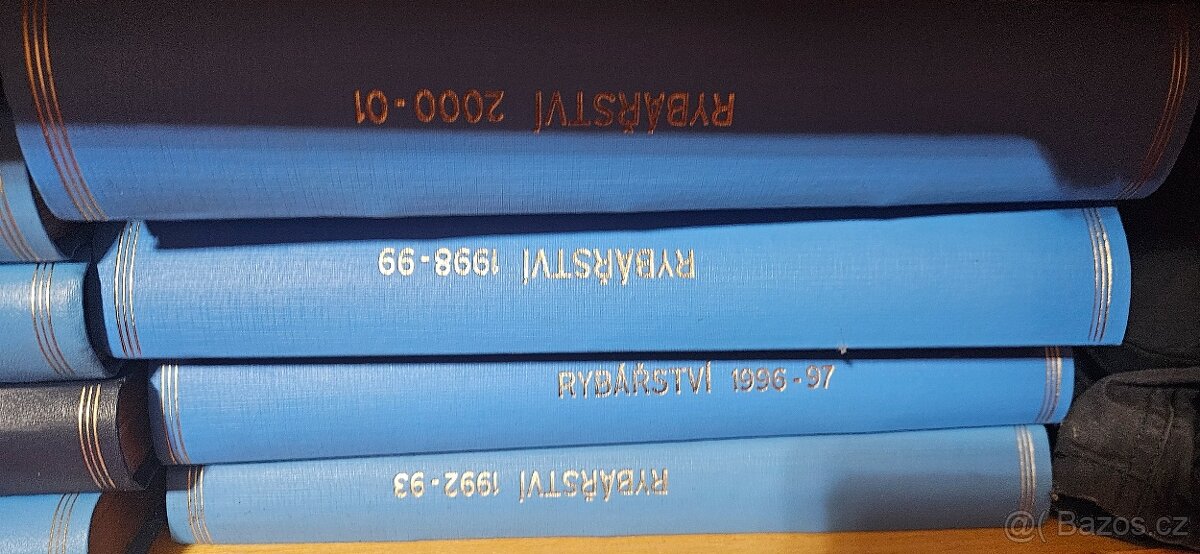 RYBÁŘSTVÍ 2000-01
RYBÁŘSTVÍ 1998-99
RYBÁŘSTVÍ 1996-97
RYBÁŘSTVÍ 1992-93
@( Bazos.cz